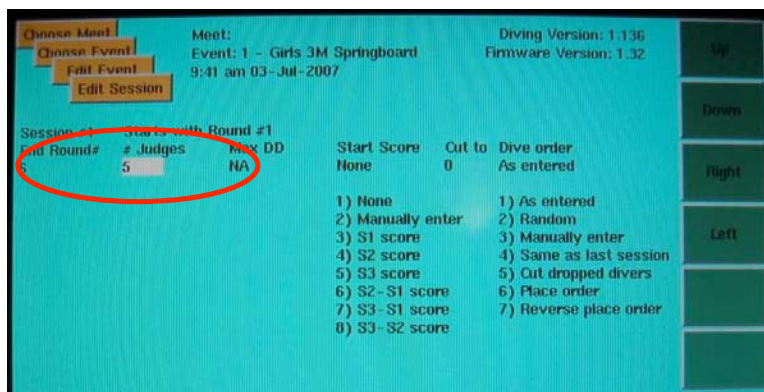 Choose Meet
Meet:
Diving Version: 1.136
Choose Event
Event: 1 - Girls 3M Springboard
Firmware Version: 1.32
Up
Edit Event
9:41 am 03-Jul-2007
Edit Session
Down
Session #1 Starts with Round #1
End Round# # Judges Max DD Start Score Cut to Dive order
5 NA None 0 As entered
Right
1) None 1) As entered
2) Manually enter 2) Random
3) S1 score 3) Manually enter
Left
4) S2 score 4) Same as last session
5) S3 score 5) Cut dropped divers
6) S2-S1 score 6) Place order
7) S3-S1 score 7) Reverse place order
8) S3-S2 score